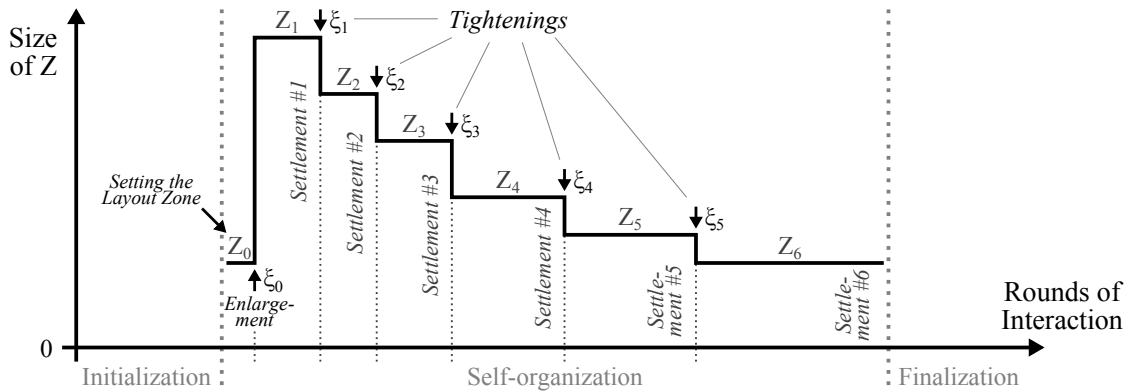 Size
of Z
Z1
ξ1
Tightenings
Z2
ξ2
Z3
ξ3
Z4
ξ4
Z5
ξ5
Z6
Setting the
Layout Zone
Z0
ξ0
Enlarge-
ment
Settlement #1
Settlement #2
Settlement #3
Settlement #4
Settle-
ment #5
Settle-
ment #6
Rounds of
Interaction
0
Initialization
Self-organization
Finalization